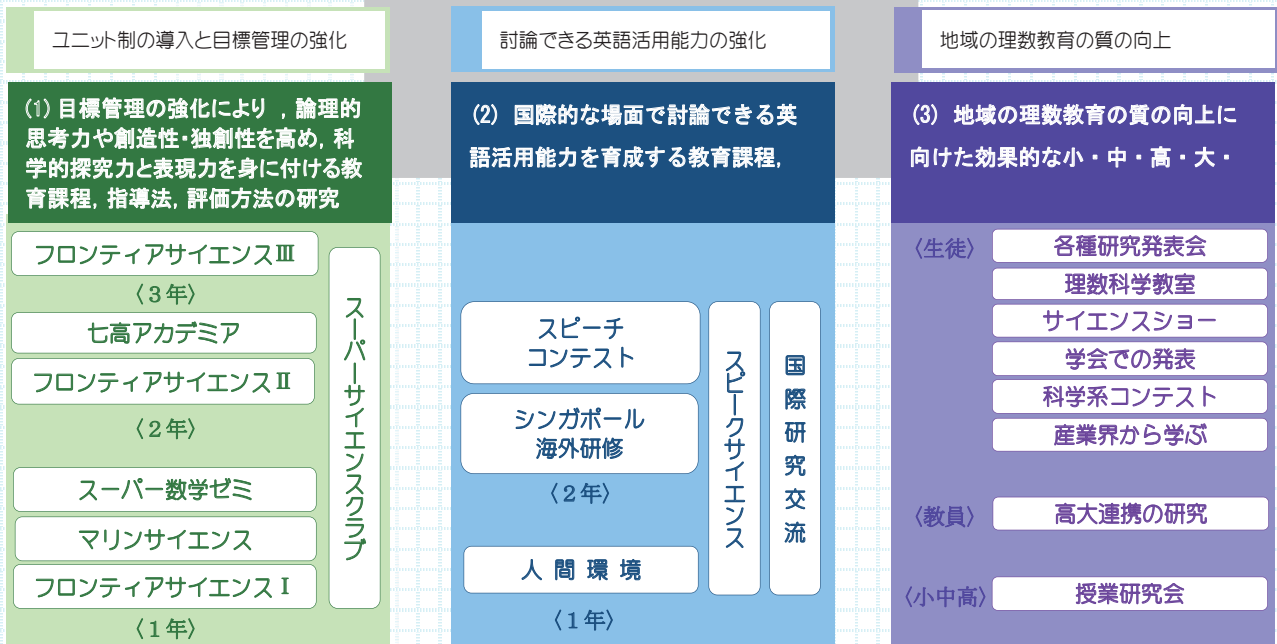 ユニット制の導入と目標管理の強化
(1) 目標管理の強化により ，論理的
思考力や創造性・独創性を高め，科
学的探究力と表現力を身に付ける教
育課程，指導法，評価方法の研究
フロンティアサイエンスⅢ
〈３年〉
七高アカデミア
フロンティアサイエンスⅡ
〈２年〉
スーパー数学ゼミ
マリンサイエンス
フロンティアサイエンスⅠ
〈１年〉
スーパーサイエンスクラブ
討論できる英語活用能力の強化
(2) 国際的な場面で討論できる英
語活用能力を育成する教育課程，
スピーチ
コンテスト
シンガポール
海外研修
〈２年〉
人 間 環 境
〈１年〉
スピークサイエンス
国際研究交流
地域の理数教育の質の向上
(3) 地域の理数教育の質の向上に
向けた効果的な小・中・高・大・
〈生徒〉
各種研究発表会
理数科学教室
サイエンスショー
学会での発表
科学系コンテスト
産業界から学ぶ
〈教員〉
高大連携の研究
〈小中高〉
授業研究会